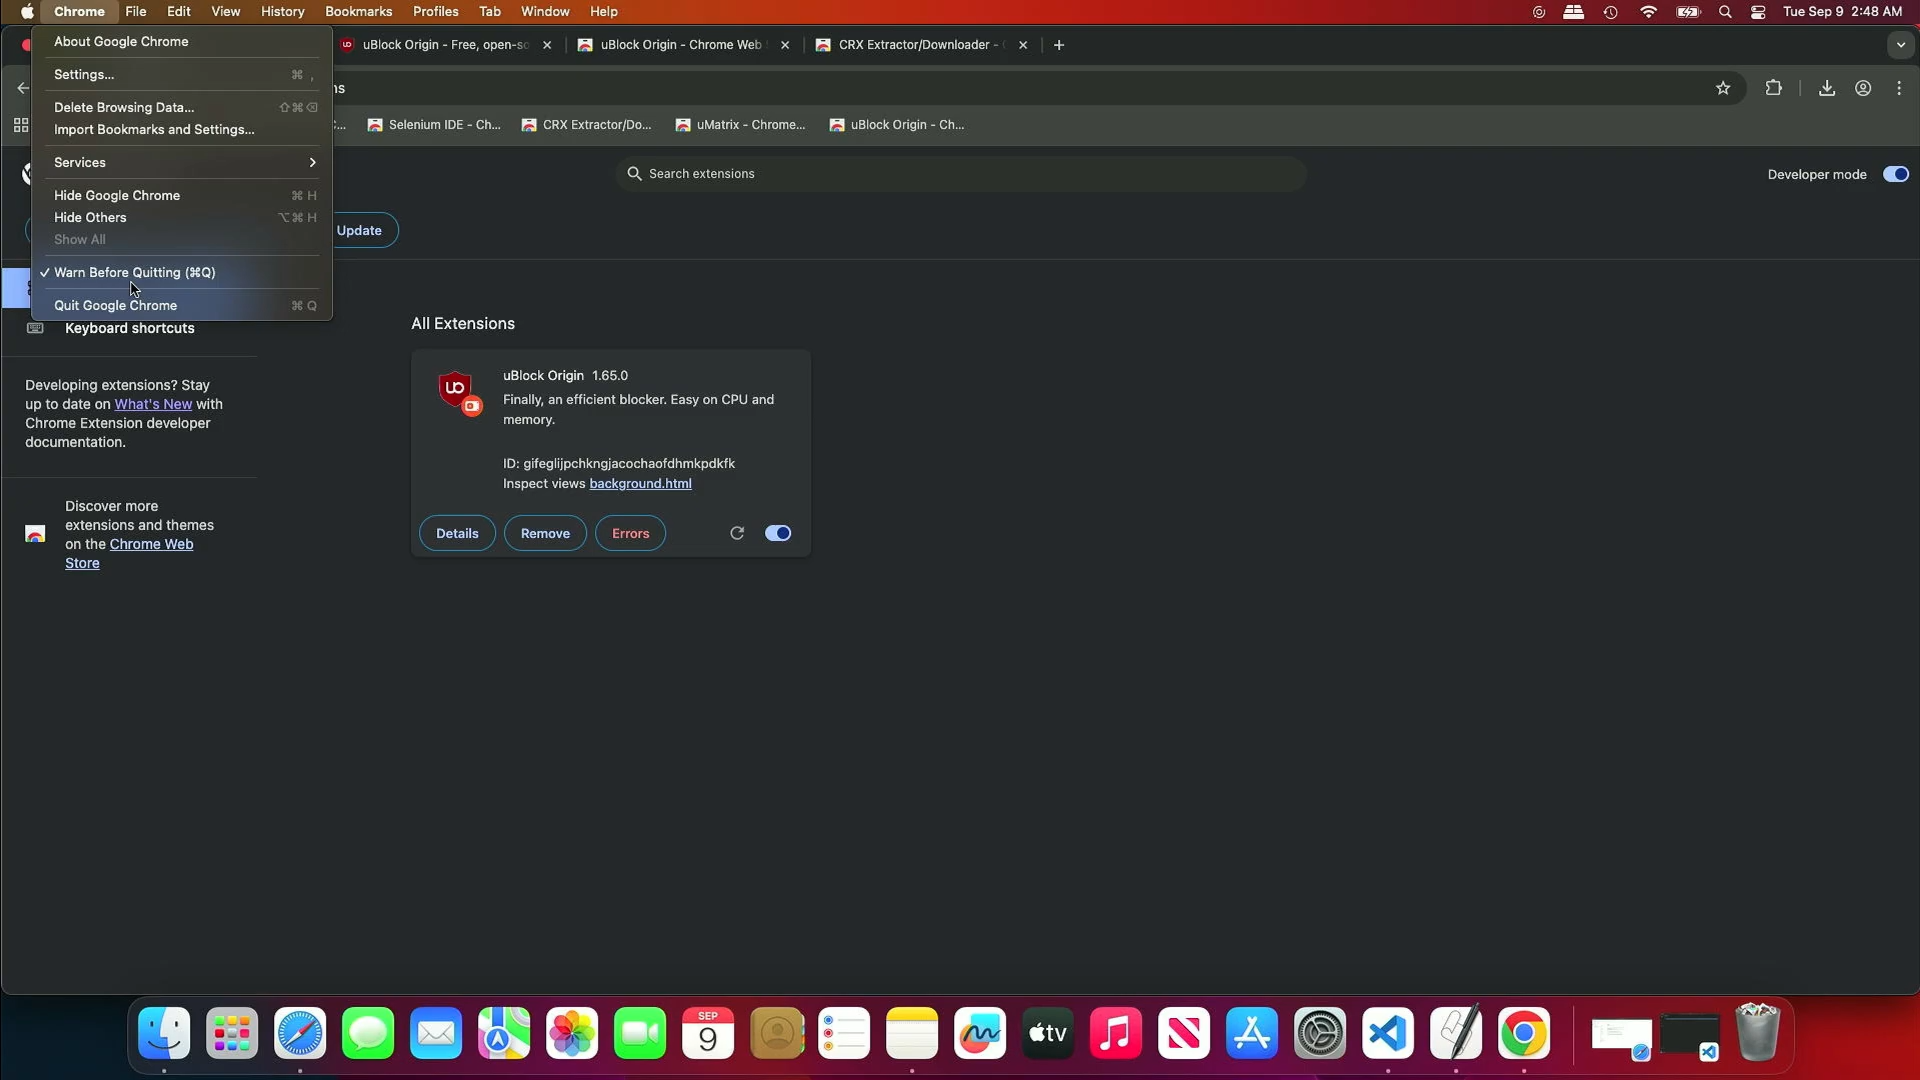 Chrome File Edit View History Bookmarks Profiles Tab Window Help
Tue Sep 9 2:48 AM
About Google Chrome
Settings... ⌘ ,
Delete Browsing Data... ⇧⌘⌫
Import Bookmarks and Settings...
Services
Hide Google Chrome ⌘ H
Hide Others ⌥⌘ H
Show All
✓ Warn Before Quitting (⌘Q)
Quit Google Chrome ⌘ Q
uBlock Origin - Free, open-so
uBlock Origin - Chrome Web
CRX Extractor/Downloader -
ns
Selenium IDE - Ch...
CRX Extractor/Do...
uMatrix - Chrome...
uBlock Origin - Ch...
Search extensions
Developer mode
Update
Keyboard shortcuts
Developing extensions? Stay
up to date on What's New with
Chrome Extension developer
documentation.
Discover more
extensions and themes
on the Chrome Web
Store
All Extensions
uBlock Origin 1.65.0
Finally, an efficient blocker. Easy on CPU and
memory.
ID: gifeglijpchkngjacochaofdhmkpdkfk
Inspect views background.html
Details
Remove
Errors
SEP
9
tv